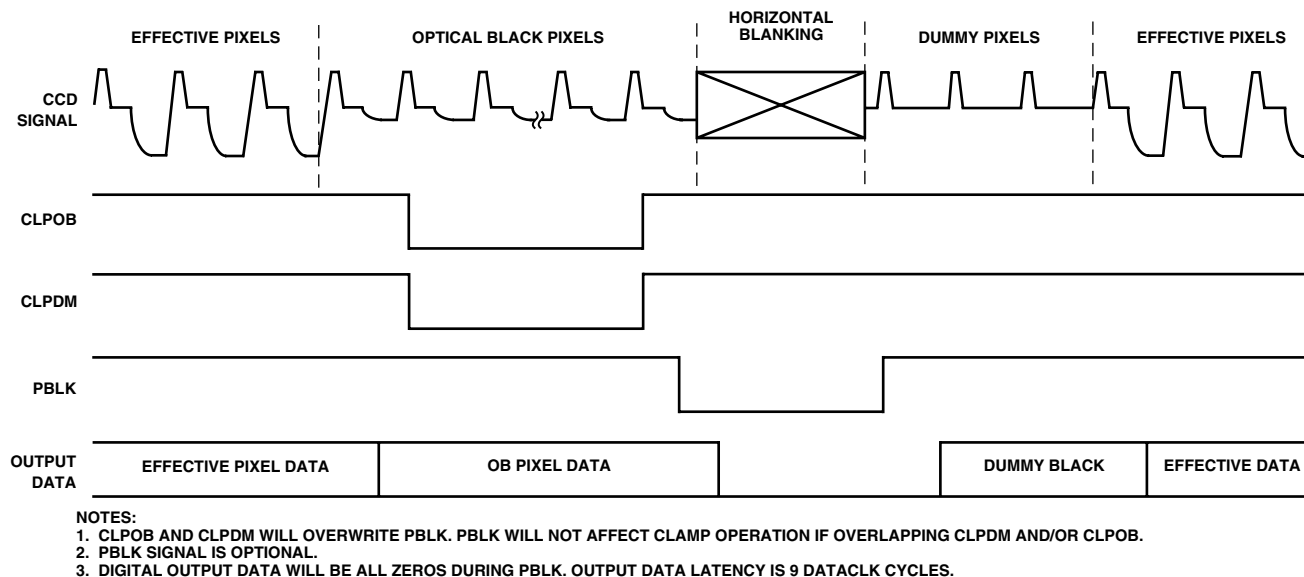 EFFECTIVE PIXELS
OPTICAL BLACK PIXELS
HORIZONTAL
BLANKING
DUMMY PIXELS
EFFECTIVE PIXELS
CCD
SIGNAL
CLPOB
CLPDM
PBLK
OUTPUT
DATA
EFFECTIVE PIXEL DATA
OB PIXEL DATA
DUMMY BLACK
EFFECTIVE DATA
NOTES:
1. CLPOB AND CLPDM WILL OVERWRITE PBLK. PBLK WILL NOT AFFECT CLAMP OPERATION IF OVERLAPPING CLPDM AND/OR CLPOB.
2. PBLK SIGNAL IS OPTIONAL.
3. DIGITAL OUTPUT DATA WILL BE ALL ZEROS DURING PBLK. OUTPUT DATA LATENCY IS 9 DATACLK CYCLES.